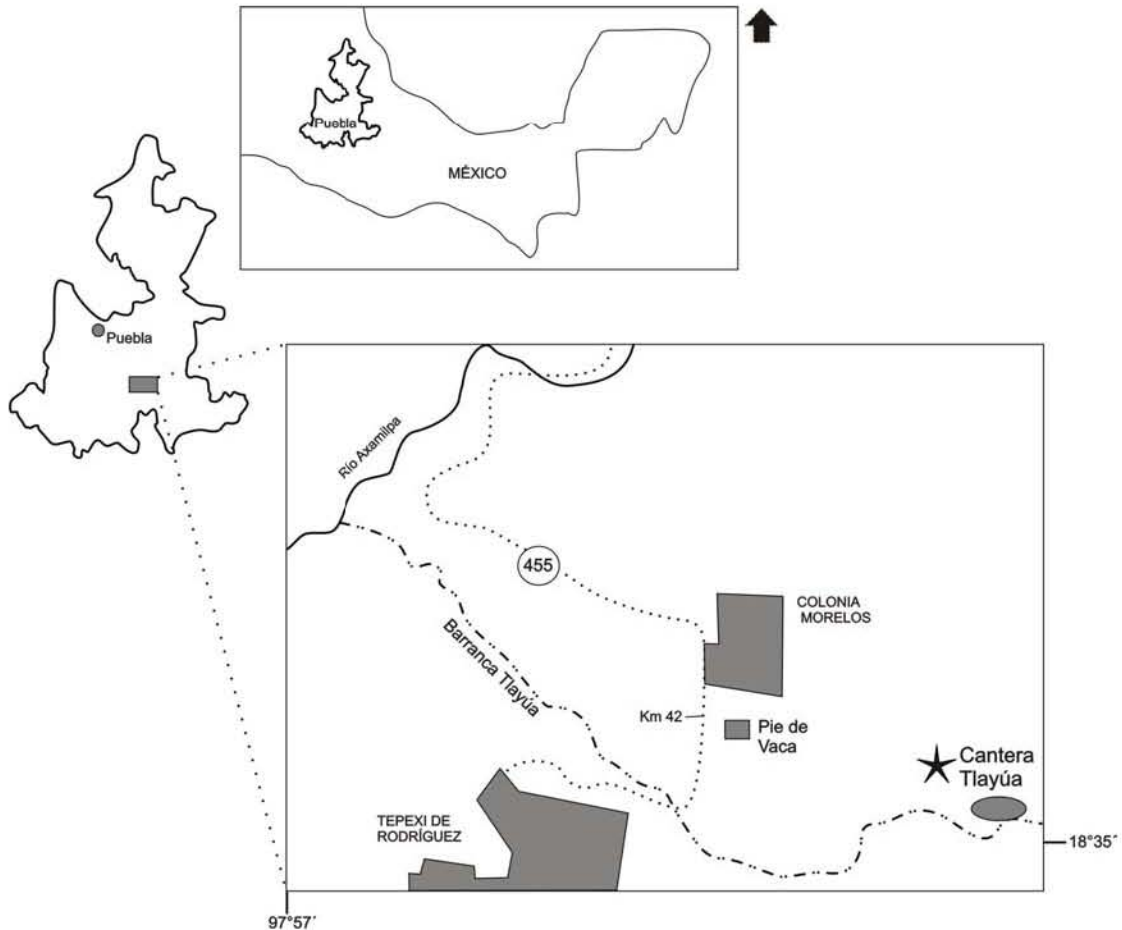 Puebla
MÉXICO
Puebla
Río Axamilpa
455
Barranca Tlayúa
COLONIA
MORELOS
Km 42
Pie de
Vaca
Cantera
Tlayúa
TEPEXI DE
RODRÍGUEZ
18°35´
97°57´